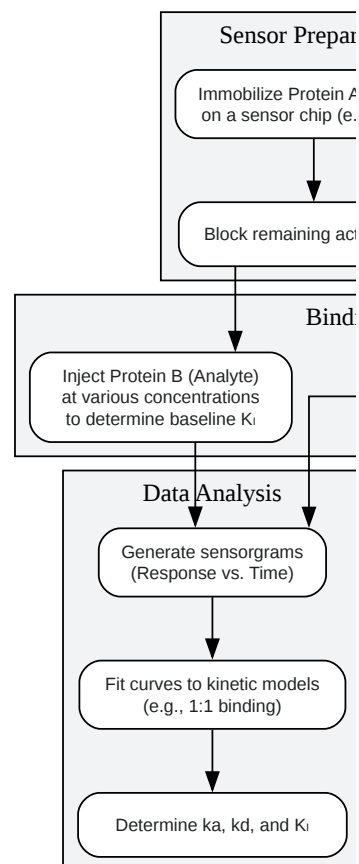 Sensor Prepar
Immobilize Protein A
on a sensor chip (e.
Block remaining act
Bindi
Inject Protein B (Analyte)
at various concentrations
to determine baseline Kₗ
Data Analysis
Generate sensorgrams
(Response vs. Time)
Fit curves to kinetic models
(e.g., 1:1 binding)
Determine ka, kd, and Kₗ